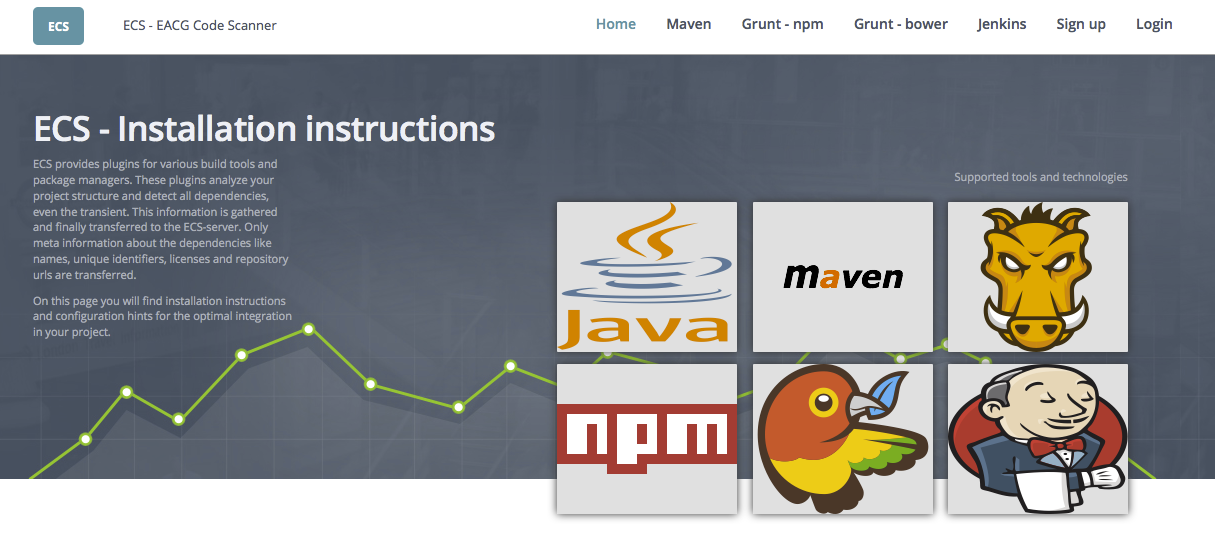 ECS
ECS - EACG Code Scanner
Home
Maven
Grunt - npm
Grunt - bower
Jenkins
Sign up
Login
ECS - Installation instructions
ECS provides plugins for various build tools and
package managers. These plugins analyze your
project structure and detect all dependencies,
even the transient. This information is gathered
and finally transferred to the ECS-server. Only
meta information about the dependencies like
names, unique identifiers, licenses and repository
urls are transferred.
On this page you will find installation instructions
and configuration hints for the optimal integration
in your project.
Supported tools and technologies
Java
maven
npm